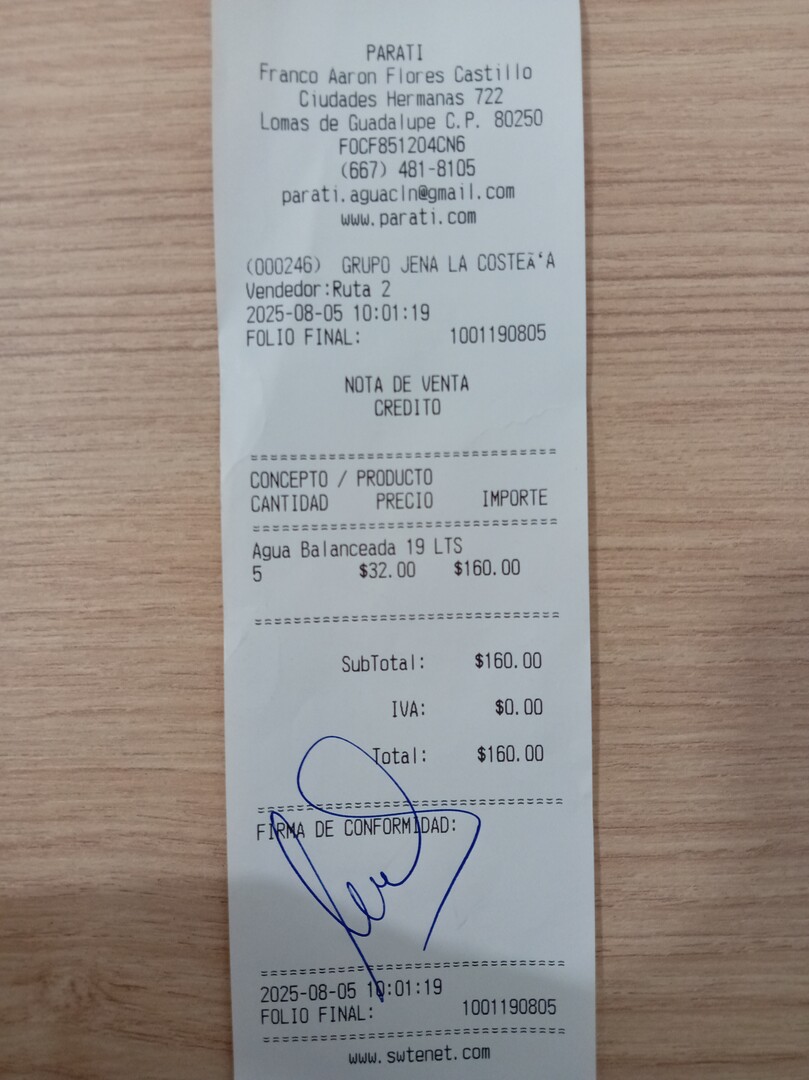 PARATI
Franco Aaron Flores Castillo
Ciudades Hermanas 722
Lomas de Guadalupe C.P. 80250
FOCF851204CN6
(667) 481-8105
parati.aguacln@gmail.com
www.parati.com
(000246) GRUPO JENA LA COSTEÃ‘A
Vendedor:Ruta 2
2025-08-05 10:01:19
FOLIO FINAL: 1001190805
NOTA DE VENTA
CREDITO
================================
CONCEPTO / PRODUCTO
CANTIDAD PRECIO IMPORTE
================================
Agua Balanceada 19 LTS
5 $32.00 $160.00
================================
SubTotal: $160.00
IVA: $0.00
Total: $160.00
================================
FIRMA DE CONFORMIDAD:
================================
2025-08-05 10:01:19
FOLIO FINAL: 1001190805
================================
www.swtenet.com